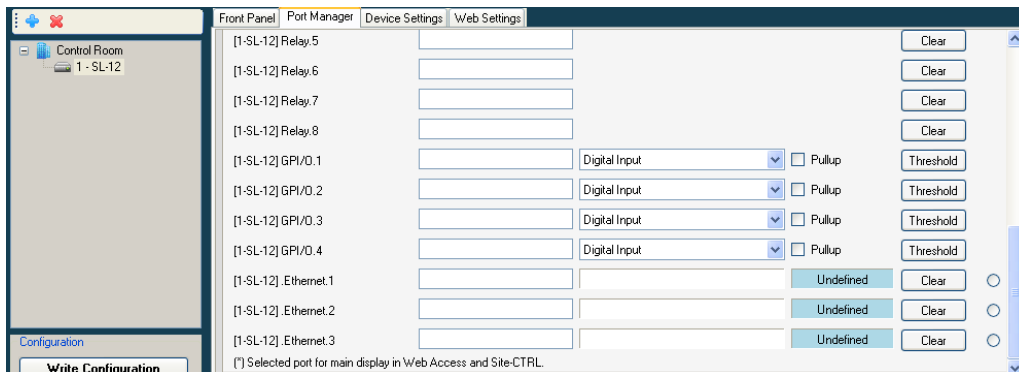 Front Panel Port Manager Device Settings Web Settings
Control Room
1 - SL-12
[1-SL-12] Relay.5 Clear
[1-SL-12] Relay.6 Clear
[1-SL-12] Relay.7 Clear
[1-SL-12] Relay.8 Clear
[1-SL-12] GPI/O.1 Digital Input Pullup Threshold
[1-SL-12] GPI/O.2 Digital Input Pullup Threshold
[1-SL-12] GPI/O.3 Digital Input Pullup Threshold
[1-SL-12] GPI/O.4 Digital Input Pullup Threshold
[1-SL-12] .Ethernet.1 Undefined Clear
[1-SL-12] .Ethernet.2 Undefined Clear
[1-SL-12] .Ethernet.3 Undefined Clear
(*) Selected port for main display in Web Access and Site-CTRL.
Configuration
Write Configuration